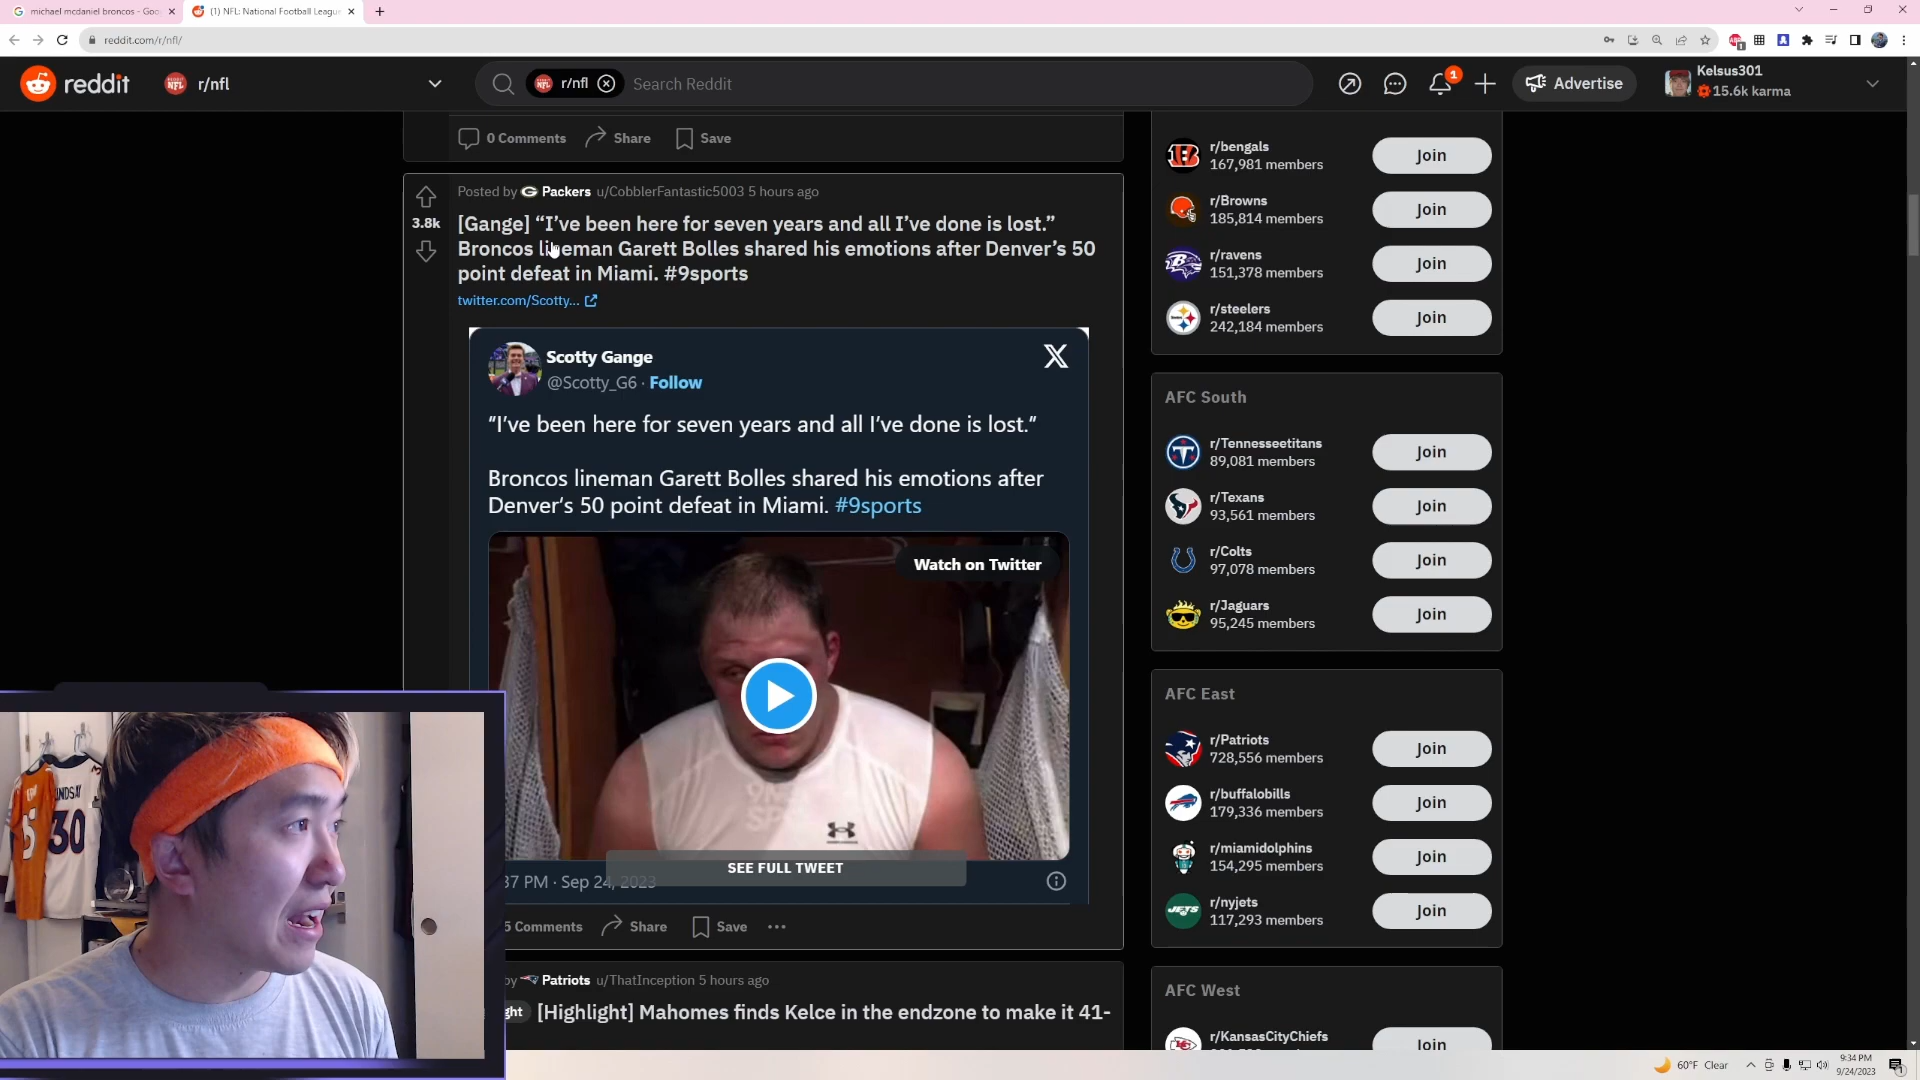 michael mcdaniel broncos - Goo
(1) NFL: National Football League
reddit.com/r/nfl/
reddit
r/nfl
r/nfl
Search Reddit
1
Advertise
Kelsus301
15.6k karma
0 Comments
Share
Save
Posted by Packers u/CobblerFantastic5003 5 hours ago
3.8k
[Gange] “I’ve been here for seven years and all I’ve done is lost.”
Broncos lineman Garett Bolles shared his emotions after Denver’s 50
point defeat in Miami. #9sports
twitter.com/Scotty...
Scotty Gange
@Scotty_G6 · Follow
“I’ve been here for seven years and all I’ve done is lost.”
Broncos lineman Garett Bolles shared his emotions after
Denver’s 50 point defeat in Miami. #9sports
Watch on Twitter
SEE FULL TWEET
37 PM · Sep 24, 2023
5 Comments
Share
Save
by Patriots u/ThatInception 5 hours ago
ght
[Highlight] Mahomes finds Kelce in the endzone to make it 41-
r/bengals
167,981 members
Join
r/Browns
185,814 members
Join
r/ravens
151,378 members
Join
r/steelers
242,184 members
Join
AFC South
r/Tennesseetitans
89,081 members
Join
r/Texans
93,561 members
Join
r/Colts
97,078 members
Join
r/Jaguars
95,245 members
Join
AFC East
r/Patriots
728,556 members
Join
r/buffalobills
179,336 members
Join
r/miamidolphins
154,295 members
Join
r/nyjets
117,293 members
Join
AFC West
r/KansasCityChiefs
Join
NDSAY
30
5
60°F Clear
9:34 PM
9/24/2023